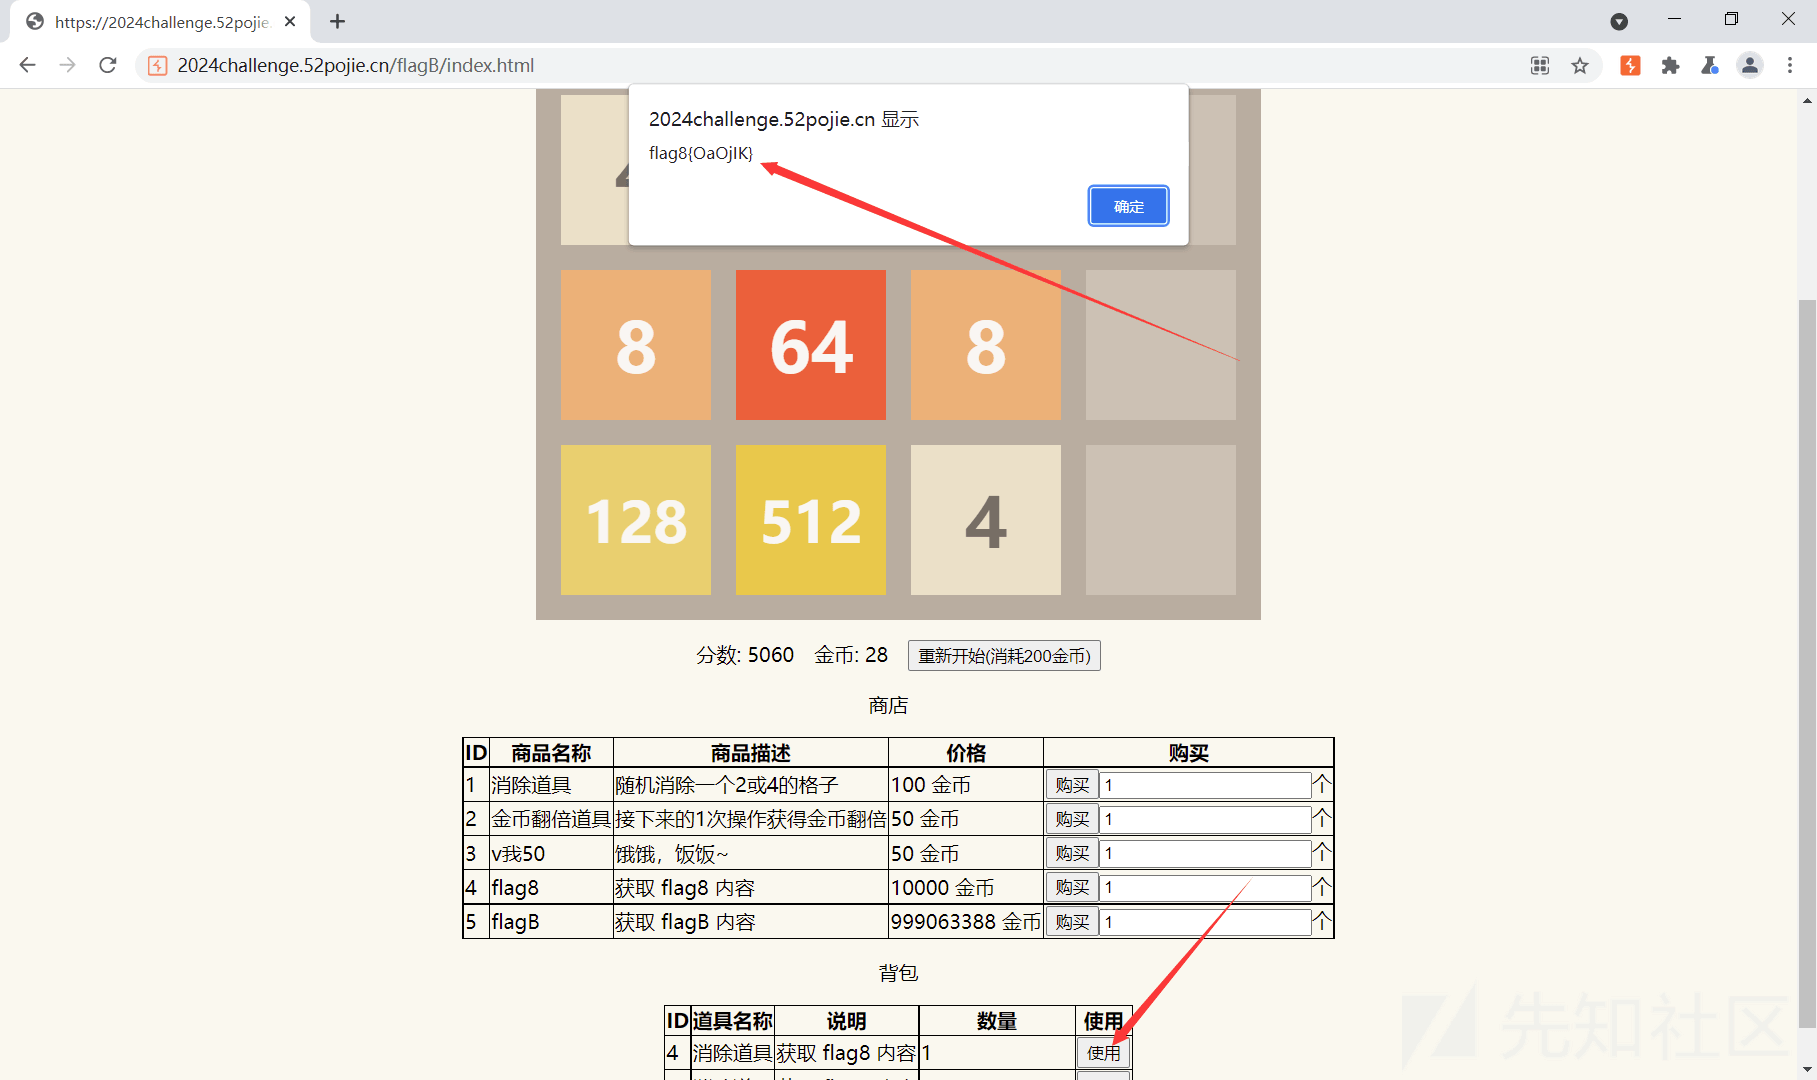 https://2024challenge.52pojie.
2024challenge.52pojie.cn/flagB/index.html
2024challenge.52pojie.cn 显示
flag8{OaOjIK}
确定
8 64 8
128 512 4
分数: 5060 金币: 28 重新开始(消耗200金币)
商店
ID 商品名称 商品描述 价格 购买
1 消除道具 随机消除一个2或4的格子 100 金币 购买 1 个
2 金币翻倍道具 接下来的1次操作获得金币翻倍 50 金币 购买 1 个
3 v我50 饿饿，饭饭~ 50 金币 购买 1 个
4 flag8 获取 flag8 内容 10000 金币 购买 1 个
5 flagB 获取 flagB 内容 999063388 金币 购买 1 个
背包
ID 道具名称 说明 数量 使用
4 消除道具 获取 flag8 内容 1 使用
先知社区